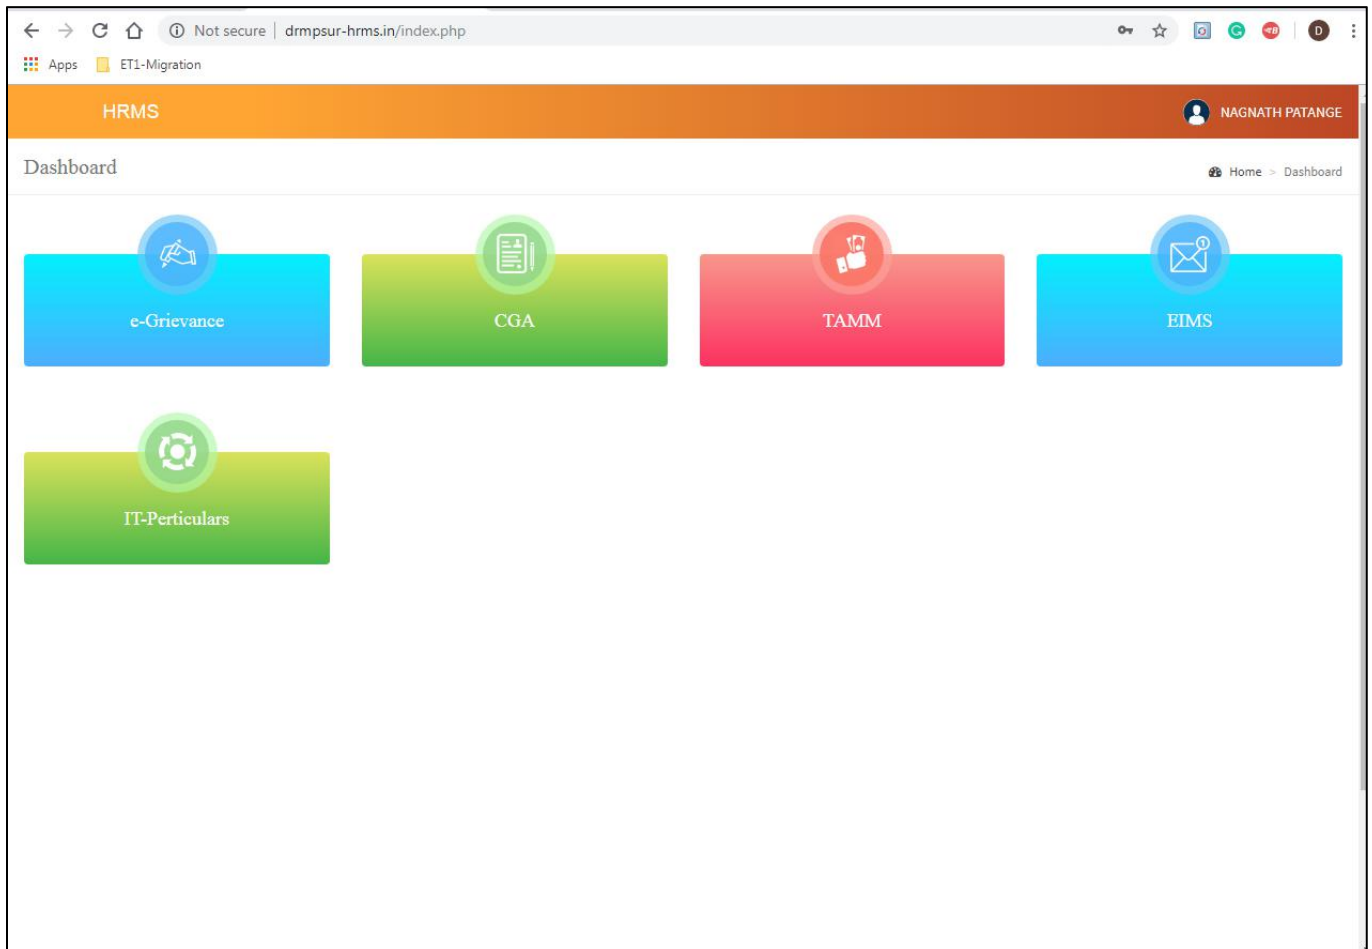 Not secure | drmpsur-hrms.in/index.php
D
Apps ET1-Migration
HRMS NAGNATH PATANGE
Dashboard Home > Dashboard
1
e-Grievance CGA TAMM EIMS
IT-Perticulars